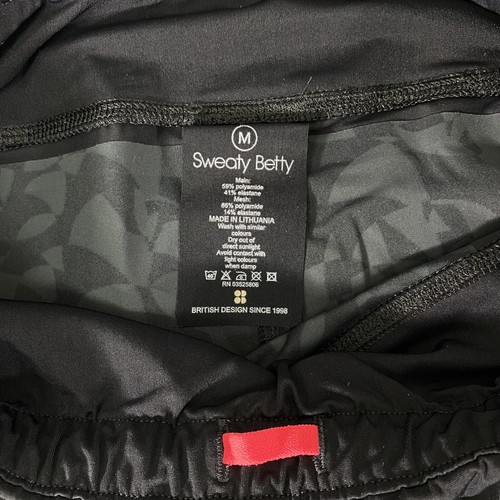 M
Sweaty Betty
Main:
59% polyamide
41% elastane
Mesh:
86% polyamide
14% elastane
MADE IN LITHUANIA
Wash with similar
colours
Dry out of
direct sunlight
Avoid contact with
light colours
when damp
RN 03525806
BRITISH DESIGN SINCE 1998